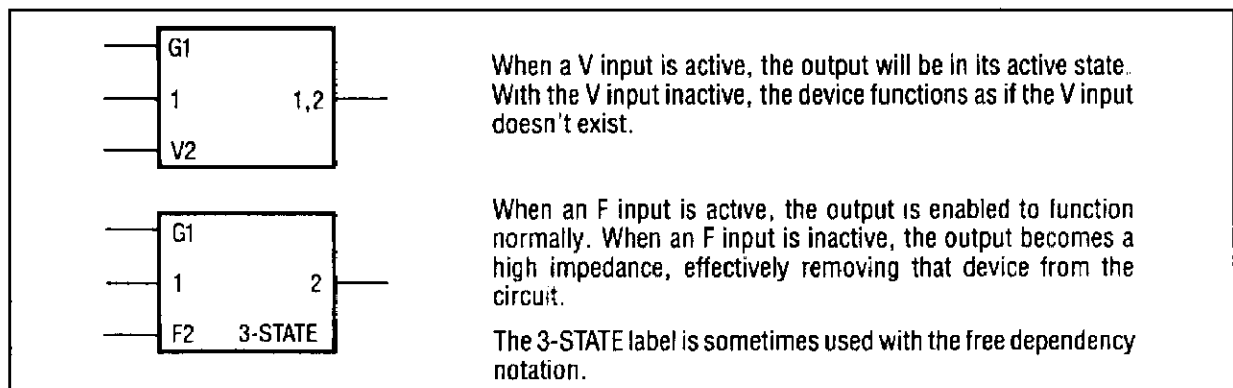 G1
1 1,2
V2
When a V input is active, the output will be in its active state.
With the V input inactive, the device functions as if the V input
doesn't exist.
G1
1 2
F2 3-STATE
When an F input is active, the output is enabled to function
normally. When an F input is inactive, the output becomes a
high impedance, effectively removing that device from the
circuit.
The 3-STATE label is sometimes used with the free dependency
notation.